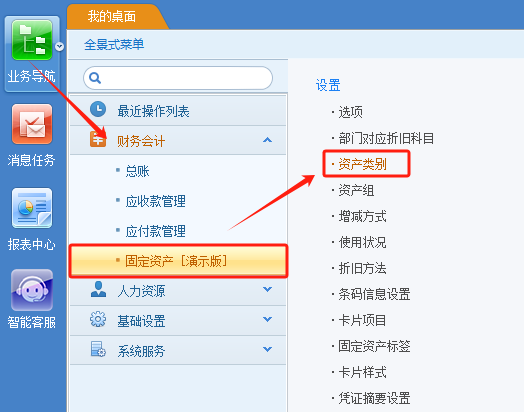 我的桌面
业务导航
消息任务
报表中心
智能客服
全景式菜单
最近操作列表
财务会计
总账
应收款管理
应付款管理
固定资产［演示版］
人力资源
基础设置
系统服务
设置
· 选项
· 部门对应折旧科目
· 资产类别
· 资产组
· 增减方式
· 使用状况
· 折旧方法
· 条码信息设置
· 卡片项目
· 固定资产标签
· 卡片样式
· 凭证摘要设置